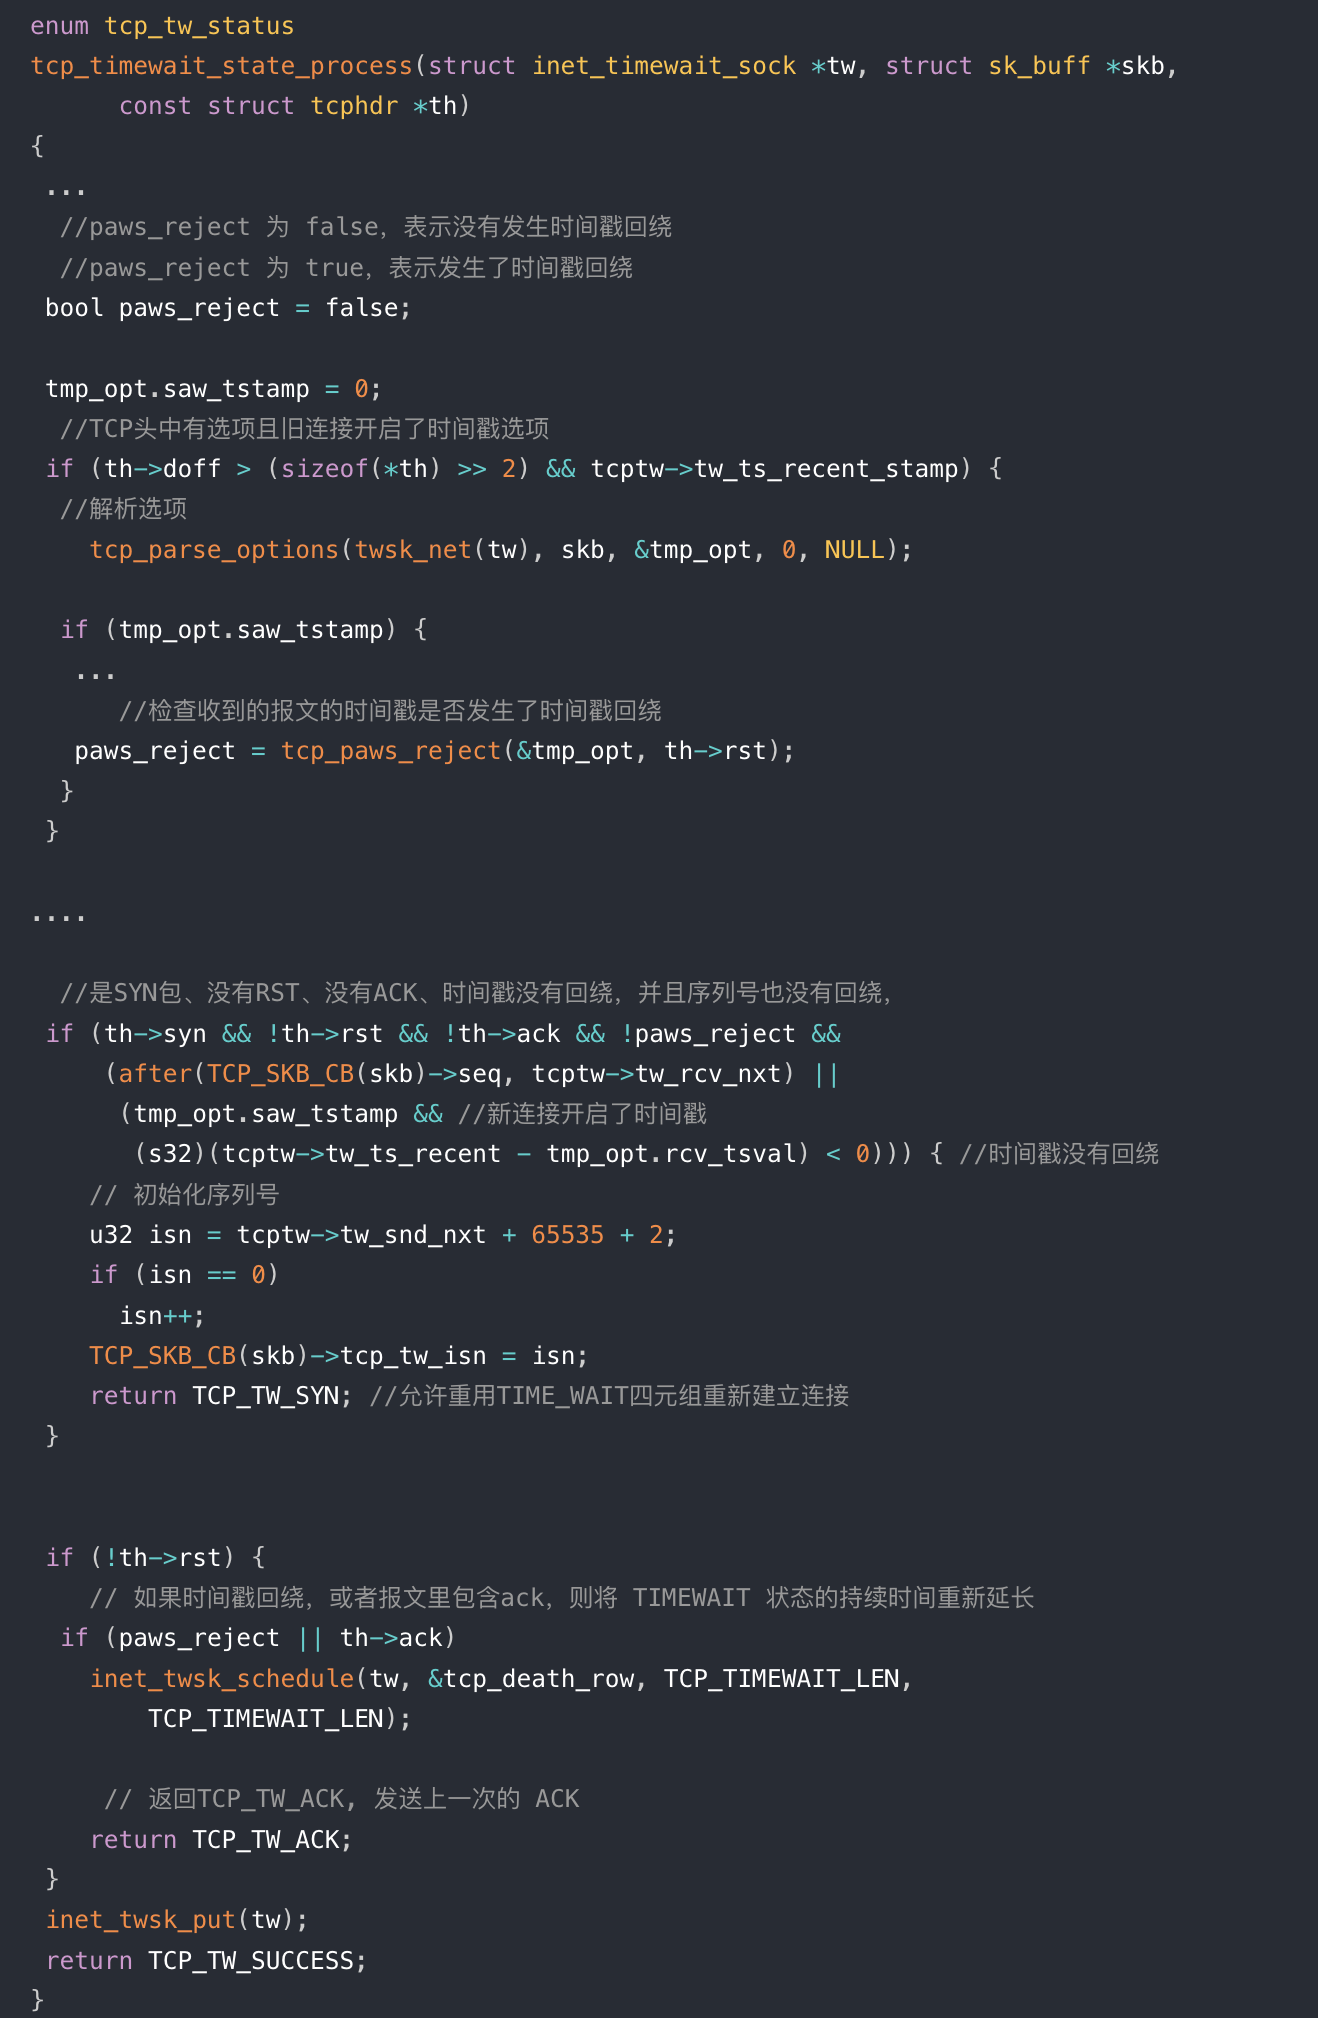 enum tcp_tw_status
tcp_timewait_state_process(struct inet_timewait_sock *tw, struct sk_buff *skb,
      const struct tcphdr *th)
{
 ...
  //paws_reject 为 false，表示没有发生时间戳回绕
  //paws_reject 为 true，表示发生了时间戳回绕
 bool paws_reject = false;

 tmp_opt.saw_tstamp = 0;
  //TCP头中有选项且旧连接开启了时间戳选项
 if (th->doff > (sizeof(*th) >> 2) && tcptw->tw_ts_recent_stamp) {
  //解析选项
    tcp_parse_options(twsk_net(tw), skb, &tmp_opt, 0, NULL);

  if (tmp_opt.saw_tstamp) {
   ...
      //检查收到的报文的时间戳是否发生了时间戳回绕
   paws_reject = tcp_paws_reject(&tmp_opt, th->rst);
  }
 }

....

  //是SYN包、没有RST、没有ACK、时间戳没有回绕，并且序列号也没有回绕，
 if (th->syn && !th->rst && !th->ack && !paws_reject &&
     (after(TCP_SKB_CB(skb)->seq, tcptw->tw_rcv_nxt) ||
      (tmp_opt.saw_tstamp && //新连接开启了时间戳
       (s32)(tcptw->tw_ts_recent - tmp_opt.rcv_tsval) < 0))) { //时间戳没有回绕
    // 初始化序列号
    u32 isn = tcptw->tw_snd_nxt + 65535 + 2;
    if (isn == 0)
      isn++;
    TCP_SKB_CB(skb)->tcp_tw_isn = isn;
    return TCP_TW_SYN; //允许重用TIME_WAIT四元组重新建立连接
 }


 if (!th->rst) {
    // 如果时间戳回绕，或者报文里包含ack，则将 TIMEWAIT 状态的持续时间重新延长
  if (paws_reject || th->ack)
    inet_twsk_schedule(tw, &tcp_death_row, TCP_TIMEWAIT_LEN,
        TCP_TIMEWAIT_LEN);

     // 返回TCP_TW_ACK, 发送上一次的 ACK
    return TCP_TW_ACK;
 }
 inet_twsk_put(tw);
 return TCP_TW_SUCCESS;
}